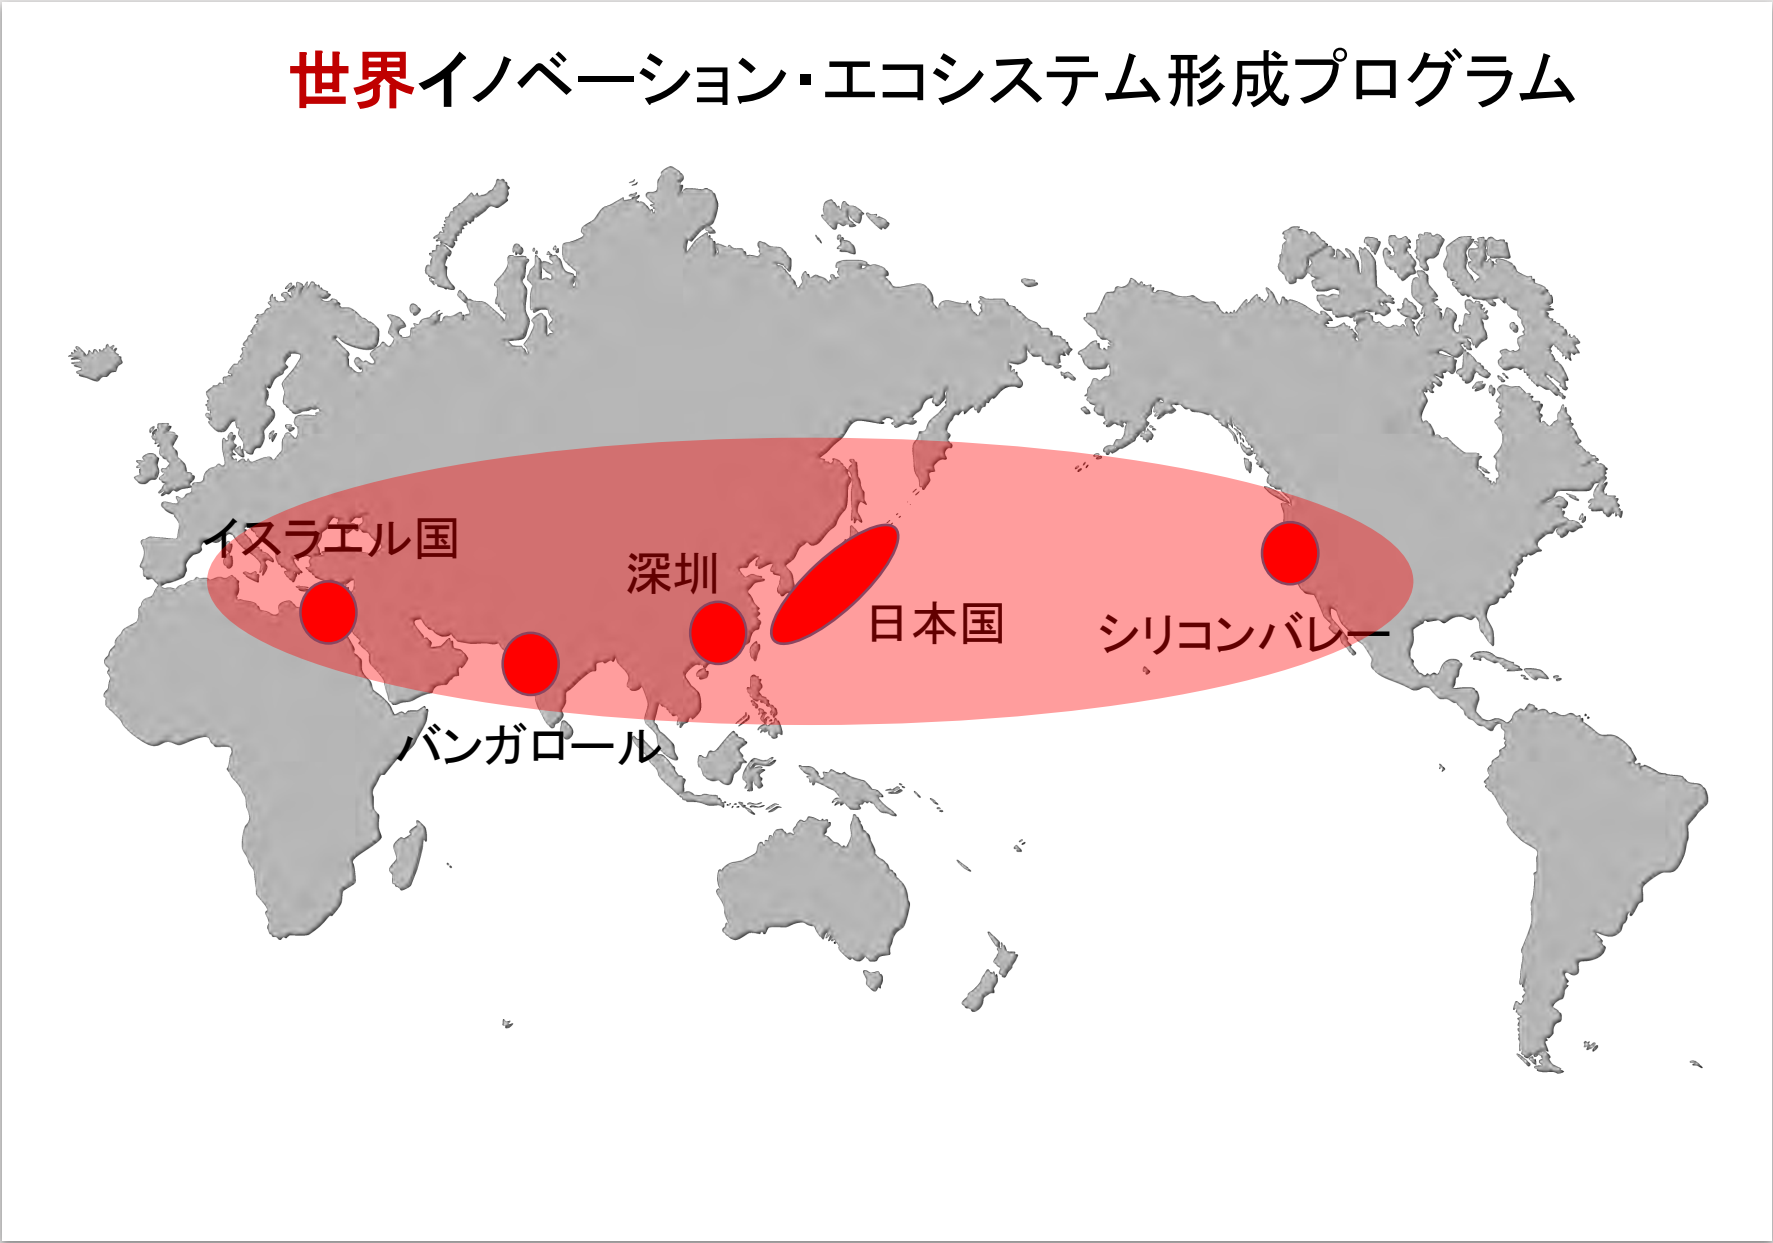 世界イノベーション・エコシステム形成プログラム
イスラエル国
深圳
日本国
シリコンバレー
バンガロール